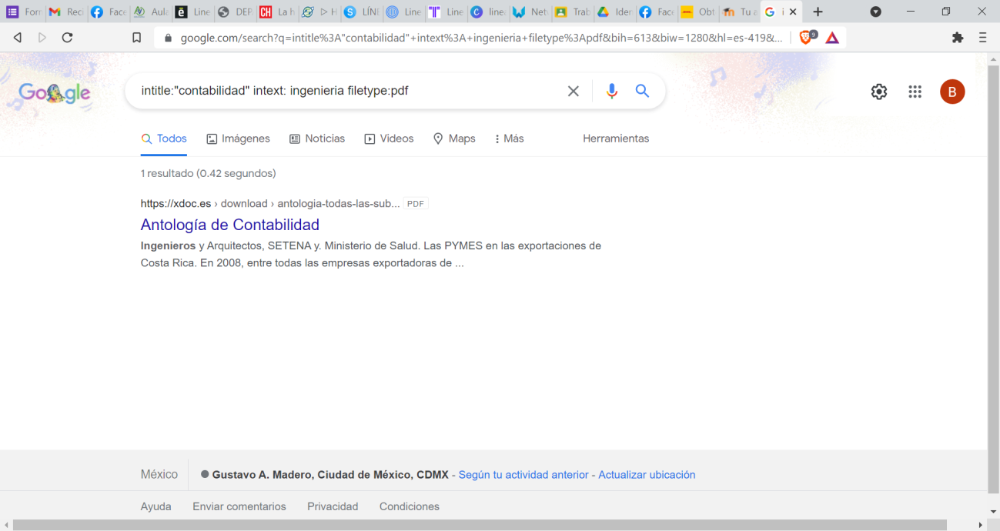 Forr
Reci
Face
Aula
Line
DEP
CH La h
▷ H
LÍNE
Line
Line
line
Net
Trab
Iden
Face
Obt
Tu a
i
google.com/search?q=intitle%3A"contabilidad"+intext%3A+ingenieria+filetype%3Apdf&bih=613&biw=1280&hl=es-419&...
9
Google
intitle:"contabilidad" intext: ingenieria filetype:pdf
B
Todos Imágenes Noticias Videos Maps Más Herramientas
1 resultado (0.42 segundos)
https://xdoc.es › download › antologia-todas-las-sub... PDF
Antología de Contabilidad
Ingenieros y Arquitectos, SETENA y. Ministerio de Salud. Las PYMES en las exportaciones de
Costa Rica. En 2008, entre todas las empresas exportadoras de ...
México
Gustavo A. Madero, Ciudad de México, CDMX - Según tu actividad anterior - Actualizar ubicación
Ayuda Enviar comentarios Privacidad Condiciones